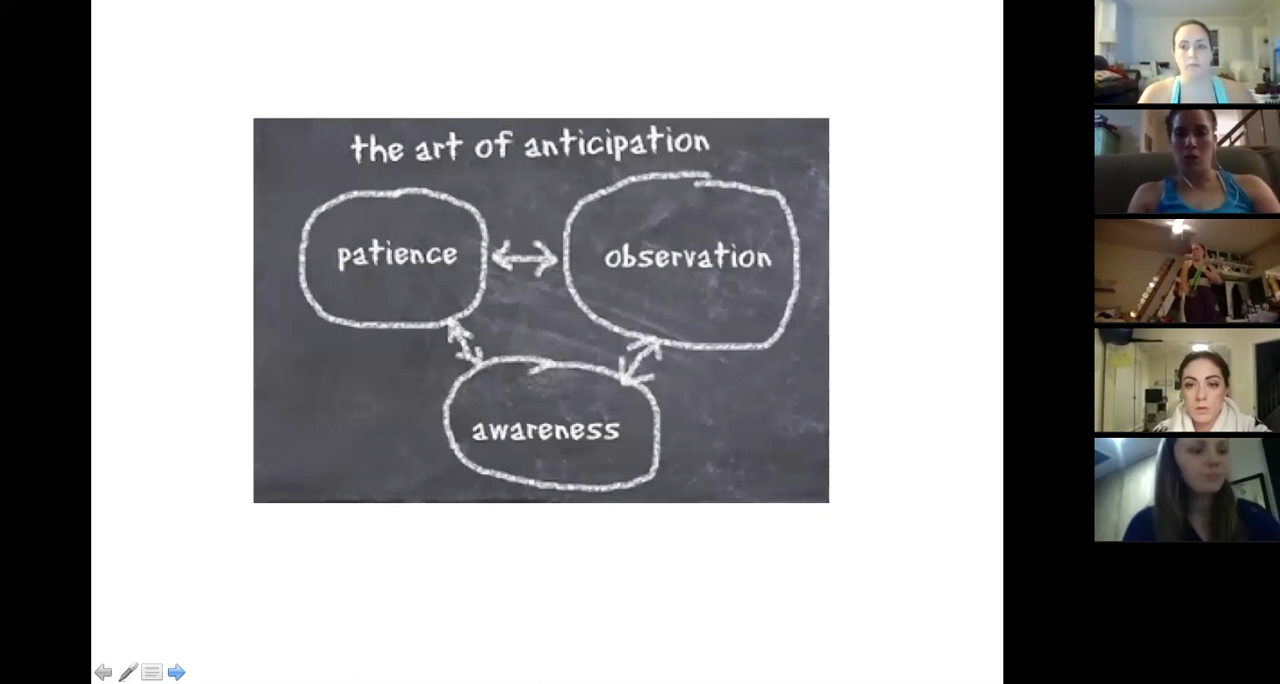 the art of anticipation
patience
observation
awareness